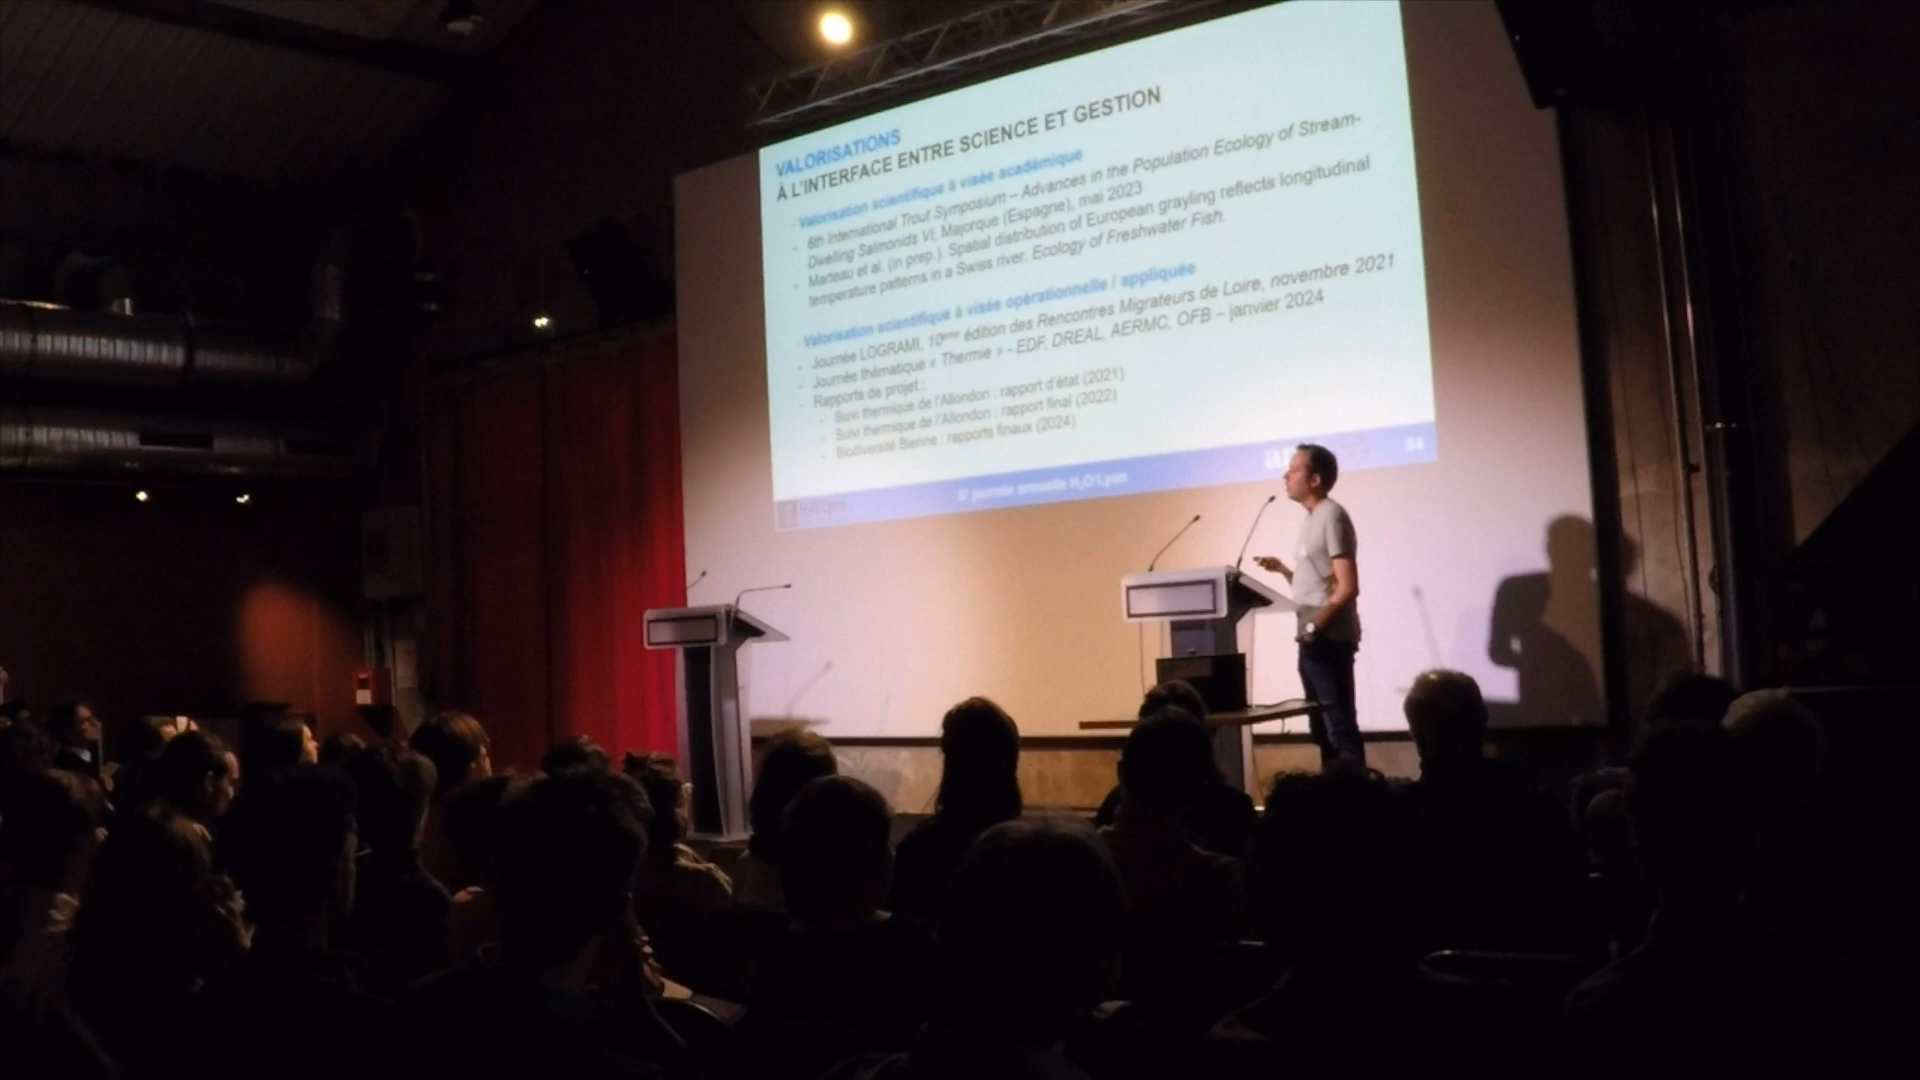 VALORISATIONS
À L'INTERFACE ENTRE SCIENCE ET GESTION
Valorisation scientifique à visée académique
- 6th International Trout Symposium – Advances in the Population Ecology of Stream-
Dwelling Salmonids VI, Majorque (Espagne), mai 2023
- Marteau et al. (in prep.). Spatial distribution of European grayling reflects longitudinal
temperature patterns in a Swiss river. Ecology of Freshwater Fish.
Valorisation scientifique à visée opérationnelle / appliquée
- Journée LOGRAMI, 10ème édition des Rencontres Migrateurs de Loire, novembre 2021
- Journée thématique « Thermie » - EDF, DREAL, AERMC, OFB – janvier 2024
- Rapports de projet :
- Suivi thermique de l'Allondon : rapport d'état (2021)
- Suivi thermique de l'Allondon : rapport final (2022)
- Biodiversité Bienne : rapports finaux (2024)
H2O'Lyon
5e journée annuelle H2O'Lyon
84